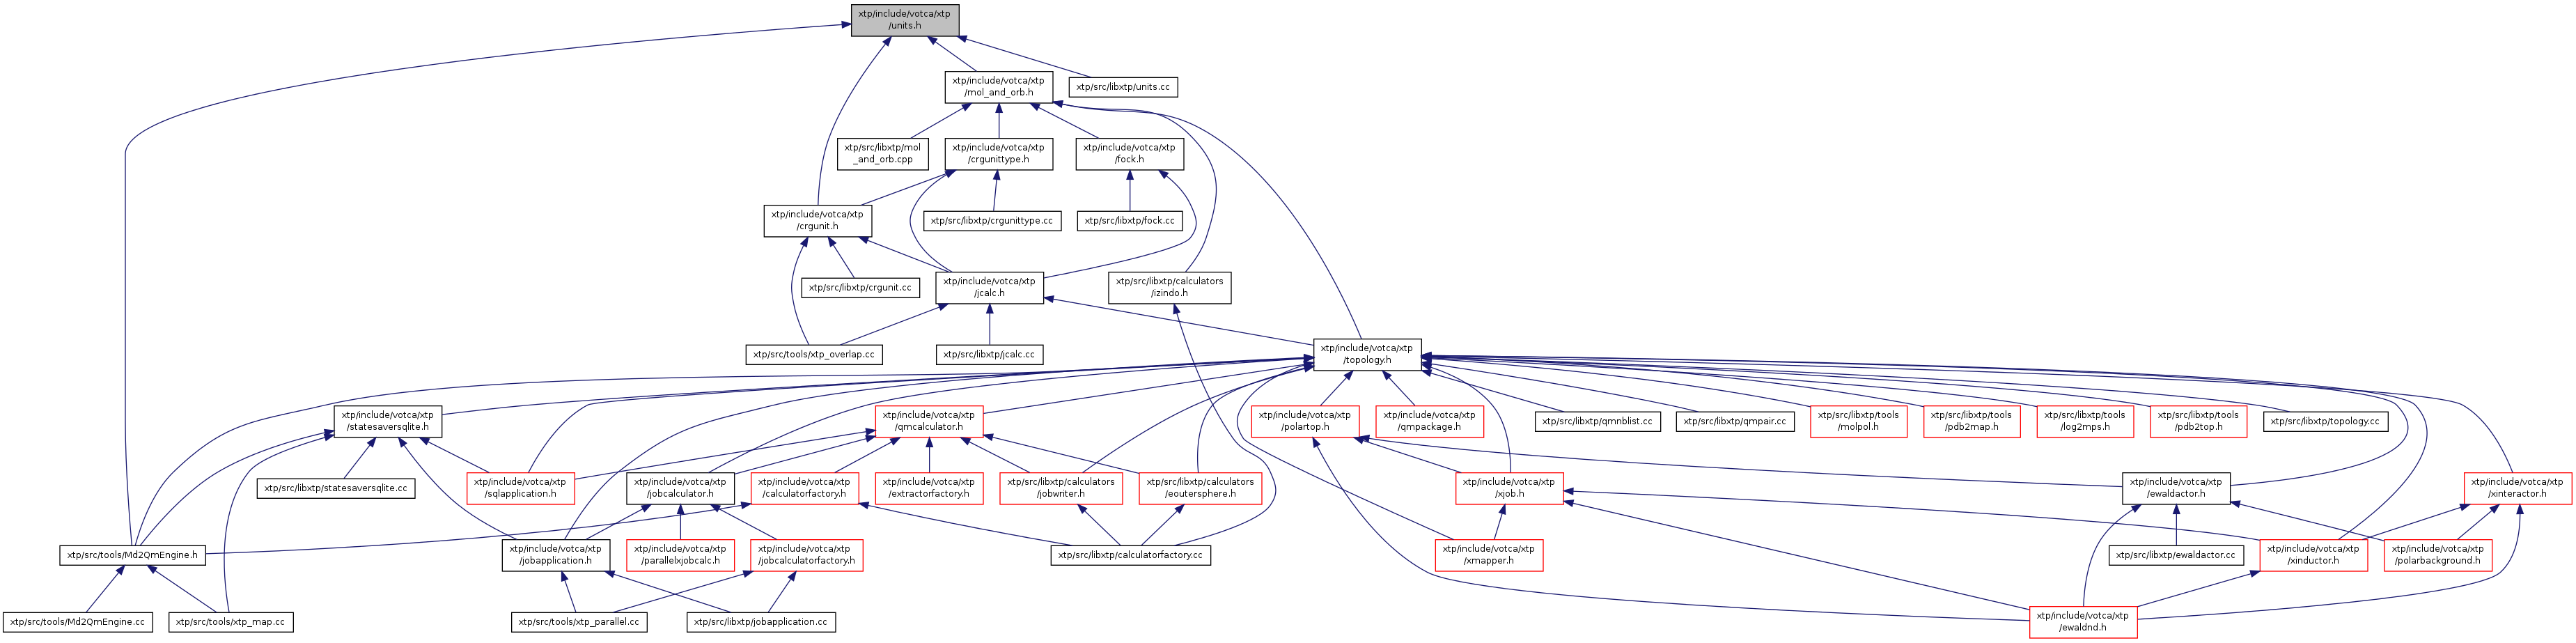 xtp/include/votca/xtp
/units.h
xtp/include/votca/xtp
/mol_and_orb.h
xtp/src/libxtp/units.cc
xtp/src/libxtp/mol
_and_orb.cpp
xtp/include/votca/xtp
/crgunittype.h
xtp/include/votca/xtp
/fock.h
xtp/include/votca/xtp
/crgunit.h
xtp/src/libxtp/crgunittype.cc
xtp/src/libxtp/fock.cc
xtp/src/libxtp/crgunit.cc
xtp/include/votca/xtp
/jcalc.h
xtp/src/libxtp/calculators
/izindo.h
xtp/src/tools/xtp_overlap.cc
xtp/src/libxtp/jcalc.cc
xtp/include/votca/xtp
/topology.h
xtp/include/votca/xtp
/statesaversqlite.h
xtp/include/votca/xtp
/qmcalculator.h
xtp/include/votca/xtp
/polartop.h
xtp/include/votca/xtp
/qmpackage.h
xtp/src/libxtp/qmnblist.cc
xtp/src/libxtp/qmpair.cc
xtp/src/libxtp/tools
/molpol.h
xtp/src/libxtp/tools
/pdb2map.h
xtp/src/libxtp/tools
/log2mps.h
xtp/src/libxtp/tools
/pdb2top.h
xtp/src/libxtp/topology.cc
xtp/src/libxtp/statesaversqlite.cc
xtp/include/votca/xtp
/sqlapplication.h
xtp/include/votca/xtp
/jobcalculator.h
xtp/include/votca/xtp
/calculatorfactory.h
xtp/include/votca/xtp
/extractorfactory.h
xtp/src/libxtp/calculators
/jobwriter.h
xtp/src/libxtp/calculators
/eoutersphere.h
xtp/include/votca/xtp
/xjob.h
xtp/include/votca/xtp
/ewaldactor.h
xtp/include/votca/xtp
/xinteractor.h
xtp/src/tools/Md2QmEngine.h
xtp/include/votca/xtp
/jobapplication.h
xtp/include/votca/xtp
/parallelxjobcalc.h
xtp/include/votca/xtp
/jobcalculatorfactory.h
xtp/src/libxtp/calculatorfactory.cc
xtp/include/votca/xtp
/xmapper.h
xtp/src/libxtp/ewaldactor.cc
xtp/include/votca/xtp
/xinductor.h
xtp/include/votca/xtp
/polarbackground.h
xtp/src/tools/Md2QmEngine.cc
xtp/src/tools/xtp_map.cc
xtp/src/tools/xtp_parallel.cc
xtp/src/libxtp/jobapplication.cc
xtp/include/votca/xtp
/ewaldnd.h